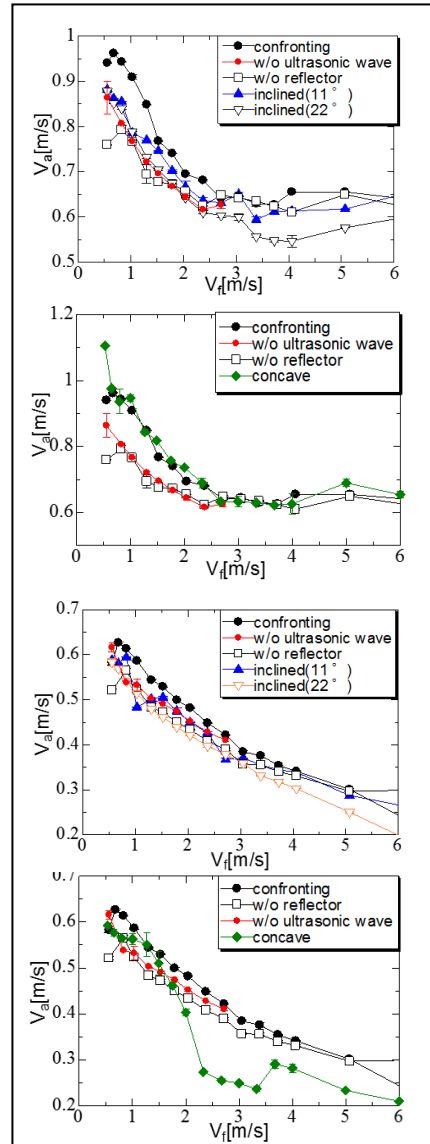 1
0.9
0.8
0.7
0.6
0.5
Va[m/s]
confronting
w/o ultrasonic wave
w/o reflector
inclined(11°)
inclined(22°)
0 1 2 3 4 5 6
Vf[m/s]
1.2
1
0.8
0.6
Va[m/s]
confronting
w/o ultrasonic wave
w/o reflector
concave
0 1 2 3 4 5 6
Vf[m/s]
0.7
0.6
0.5
0.4
0.3
0.2
Va[m/s]
confronting
w/o ultrasonic wave
w/o reflector
inclined(11°)
inclined(22°)
0 1 2 3 4 5 6
Vf[m/s]
0.7
0.6
0.5
0.4
0.3
0.2
Va[m/s]
confronting
w/o reflector
w/o ultrasonic wave
concave
0 1 2 3 4 5 6
Vf[m/s]